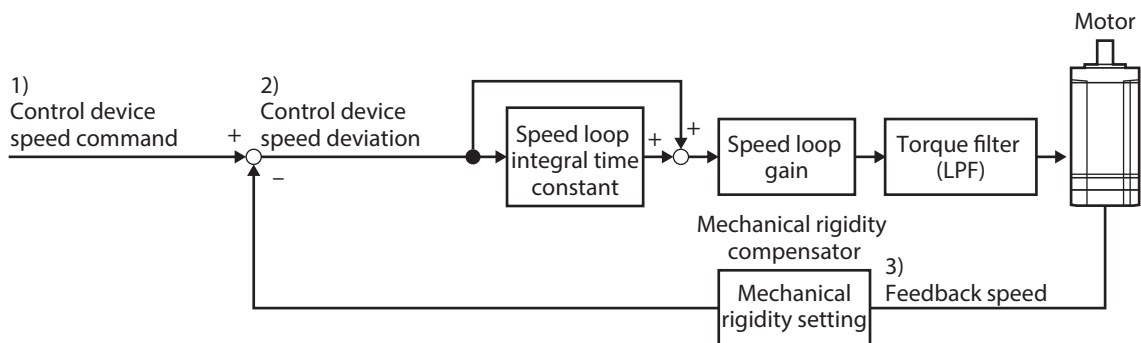 Motor
1)
Control device
speed command
+
−
2)
Control device
speed deviation
Speed loop
integral time
constant
+
+
Speed loop
gain
Torque filter
(LPF)
Mechanical rigidity
compensator
Mechanical
rigidity setting
3)
Feedback speed